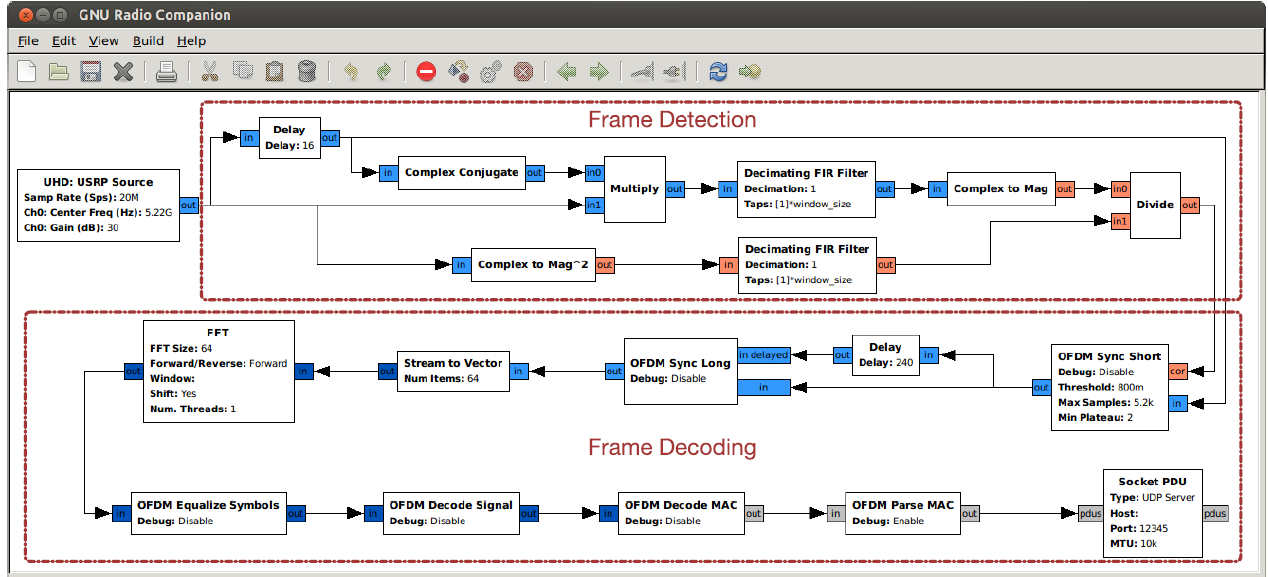 GNU Radio Companion
File Edit View Build Help
Frame Detection
in
Delay
Delay: 16
out
UHD: USRP Source
Samp Rate (Sps): 20M
Ch0: Center Freq (Hz): 5.22G
Ch0: Gain (dB): 30
out
in
Complex Conjugate
out
in0
in1
Multiply
out
in
Decimating FIR Filter
Decimation: 1
Taps: [1]*window_size
out
in
Complex to Mag
out
in0
in1
Divide
out
in
Complex to Mag^2
out
in
Decimating FIR Filter
Decimation: 1
Taps: [1]*window_size
out
out
FFT
FFT Size: 64
Forward/Reverse: Forward
Window:
Shift: Yes
Num. Threads: 1
in
out
Stream to Vector
Num Items: 64
in
out
OFDM Sync Long
Debug: Disable
in delayed
in
out
Delay
Delay: 240
in
out
OFDM Sync Short
Debug: Disable
Threshold: 800m
Max Samples: 5.2k
Min Plateau: 2
cor
in
Frame Decoding
in
OFDM Equalize Symbols
Debug: Disable
out
in
OFDM Decode Signal
Debug: Disable
out
in
OFDM Decode MAC
Debug: Disable
out
in
OFDM Parse MAC
Debug: Enable
out
pdus
Socket PDU
Type: UDP Server
Host:
Port: 12345
MTU: 10k
pdus